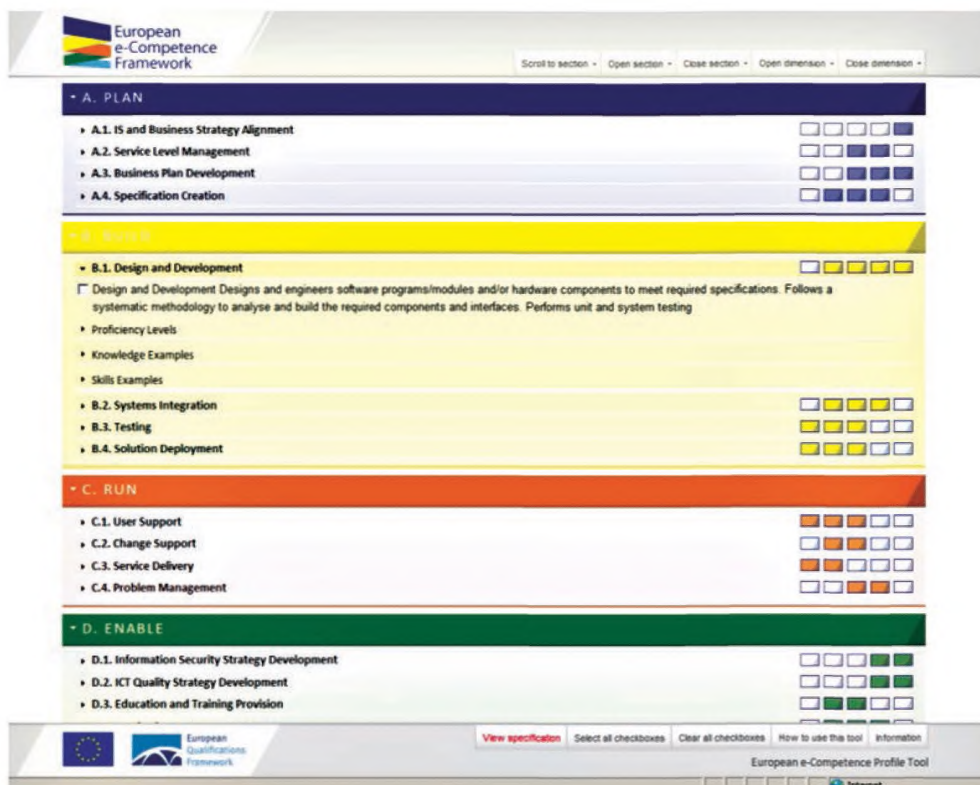 European
e-Competence
Framework
Scroll to section - Open section - Close section - Open dimension - Close dimension -
A. PLAN
A.1. IS and Business Strategy Alignment
A.2. Service Level Management
A.3. Business Plan Development
A.4. Specification Creation
B. BUILD
B.1. Design and Development
Design and Development Designs and engineers software programs/modules and/or hardware components to meet required specifications. Follows a
systematic methodology to analyse and build the required components and interfaces. Performs unit and system testing
Proficiency Levels
Knowledge Examples
Skills Examples
B.2. Systems Integration
B.3. Testing
B.4. Solution Deployment
C. RUN
C.1. User Support
C.2. Change Support
C.3. Service Delivery
C.4. Problem Management
D. ENABLE
D.1. Information Security Strategy Development
D.2. ICT Quality Strategy Development
D.3. Education and Training Provision
European
Qualifications
Framework
View specification Select all checkboxes Clear all checkboxes How to use this tool Information
European e-Competence Profile Tool
Internet